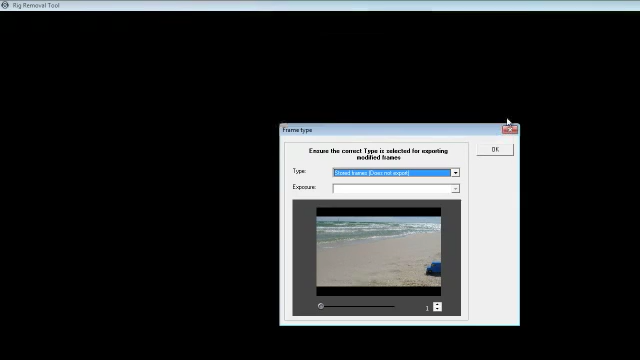 Rig Removal Tool
Frame type
Ensure the correct Type is selected for exporting
modified frames
OK
Type:
Stored frames (Does not export)
Exposure:
1